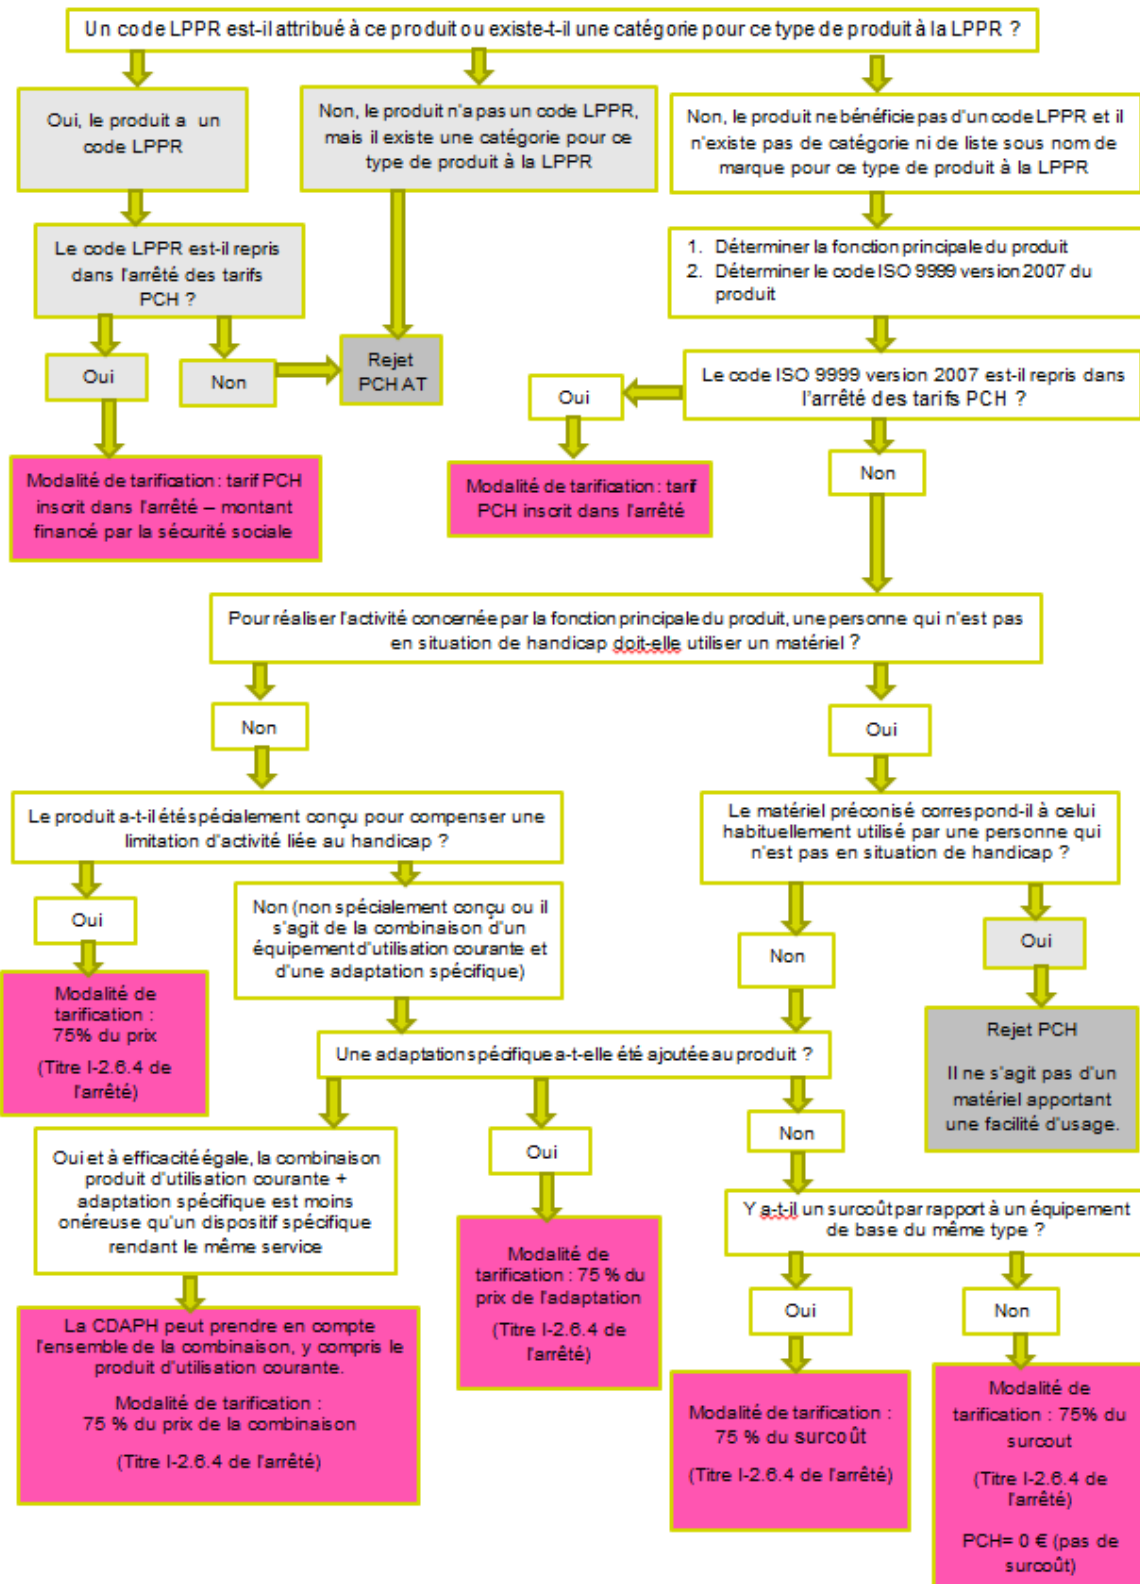 Un code LPPR est-il attribué à ce produit ou existe-t-il une catégorie pour ce type de produit à la LPPR ?
Oui, le produit a un
code LPPR
Non, le produit n'a pas un code LPPR,
mais il existe une catégorie pour ce
type de produit à la LPPR
Non, le produit ne bénéficie pas d'un code LPPR et il
n'existe pas de catégorie ni de liste sous nom de
marque pour ce type de produit à la LPPR
Le code LPPR est-il repris
dans l'arrêté des tarifs
PCH ?
1. Déterminer la fonction principale du produit
2. Déterminer le code ISO 9999 version 2007 du
produit
Oui
Non
Rejet
PCH AT
Le code ISO 9999 version 2007 est-il repris dans
l'arrêté des tarifs PCH ?
Oui
Non
Modalité de tarification : tarif PCH
inscrit dans l'arrêté – montant
financé par la sécurité sociale
Modalité de tarification : tarif
PCH inscrit dans l'arrêté
Pour réaliser l'activité concernée par la fonction principale du produit, une personne qui n'est pas
en situation de handicap doit-elle utiliser un matériel ?
Non
Oui
Le produit a-t-il été spécialement conçu pour compenser une
limitation d'activité liée au handicap ?
Le matériel préconisé correspond-il à celui
habituellement utilisé par une personne qui
n'est pas en situation de handicap ?
Oui
Non (non spécialement conçu ou il
s'agit de la combinaison d'un
équipement d'utilisation courante et
d'une adaptation spécifique)
Non
Oui
Modalité de
tarification :
75% du prix
(Titre I-2.6.4 de
l'arrêté)
Rejet PCH
Il ne s'agit pas d'un
matériel apportant
une facilité d'usage.
Une adaptation spécifique a-t-elle été ajoutée au produit ?
Oui et à efficacité égale, la combinaison
produit d'utilisation courante +
adaptation spécifique est moins
onéreuse qu'un dispositif spécifique
rendant le même service
Oui
Non
Y a-t-il un surcoût par rapport à un équipement
de base du même type ?
Modalité de
tarification : 75 % du
prix de l'adaptation
(Titre I-2.6.4 de
l'arrêté)
Oui
Non
La CDAPH peut prendre en compte
l'ensemble de la combinaison, y compris le
produit d'utilisation courante.
Modalité de tarification :
75 % du prix de la combinaison
(Titre I-2.6.4 de l'arrêté)
Modalité de tarification :
75 % du surcoût
(Titre I-2.6.4 de l'arrêté)
Modalité de
tarification : 75% du
surcout
(Titre I-2.6.4 de
l'arrêté)
PCH= 0 € (pas de
surcoût)